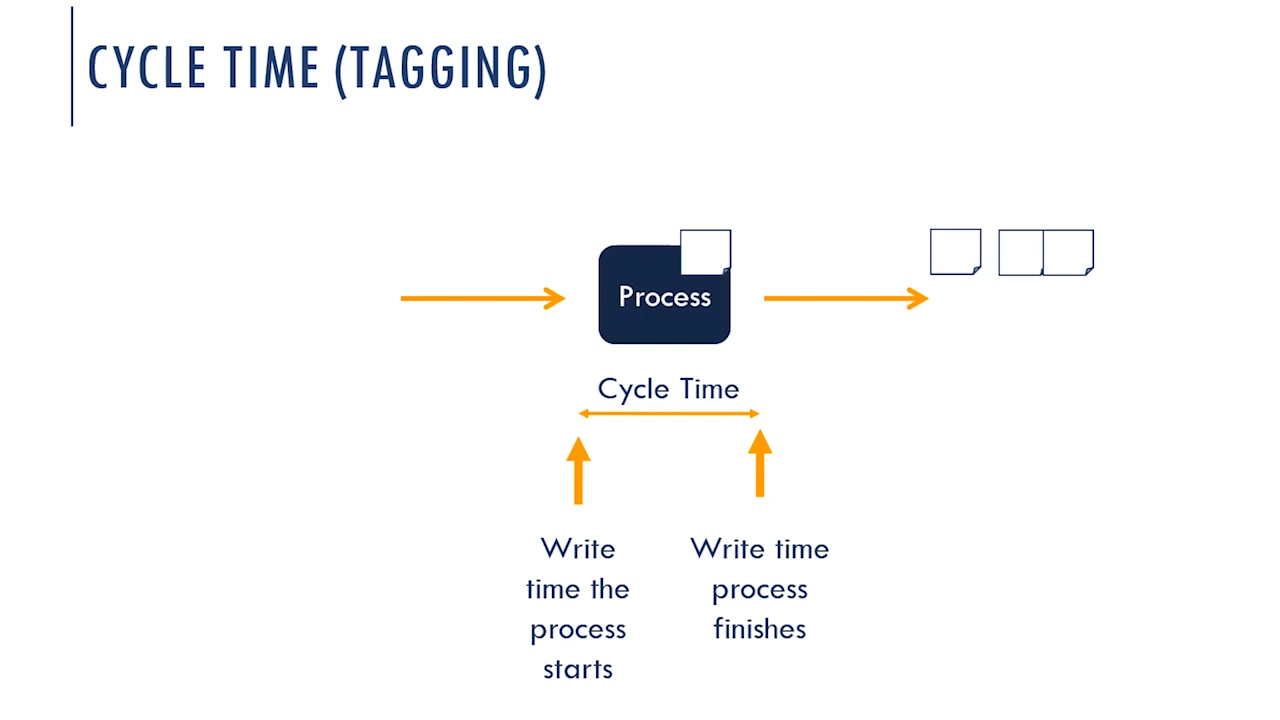 CYCLE TIME (TAGGING)
Process
Cycle Time
Write
time the
process
starts
Write time
process
finishes